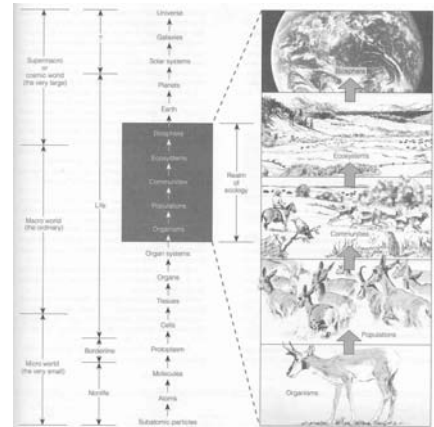 Universe
Galaxies
Solar systems
Planets
Earth
Biosphere
Ecosystems
Communities
Populations
Organisms
Organ systems
Organs
Tissues
Cells
Protoplasm
Molecules
Atoms
Subatomic particles
Supermacro
or
cosmic world
(the very large)
Macro world
(the ordinary)
Micro world
(the very small)
Life
Borderline
Nonlife
Realm
of
ecology
Biosphere
Ecosystems
Communities
Populations
Organisms